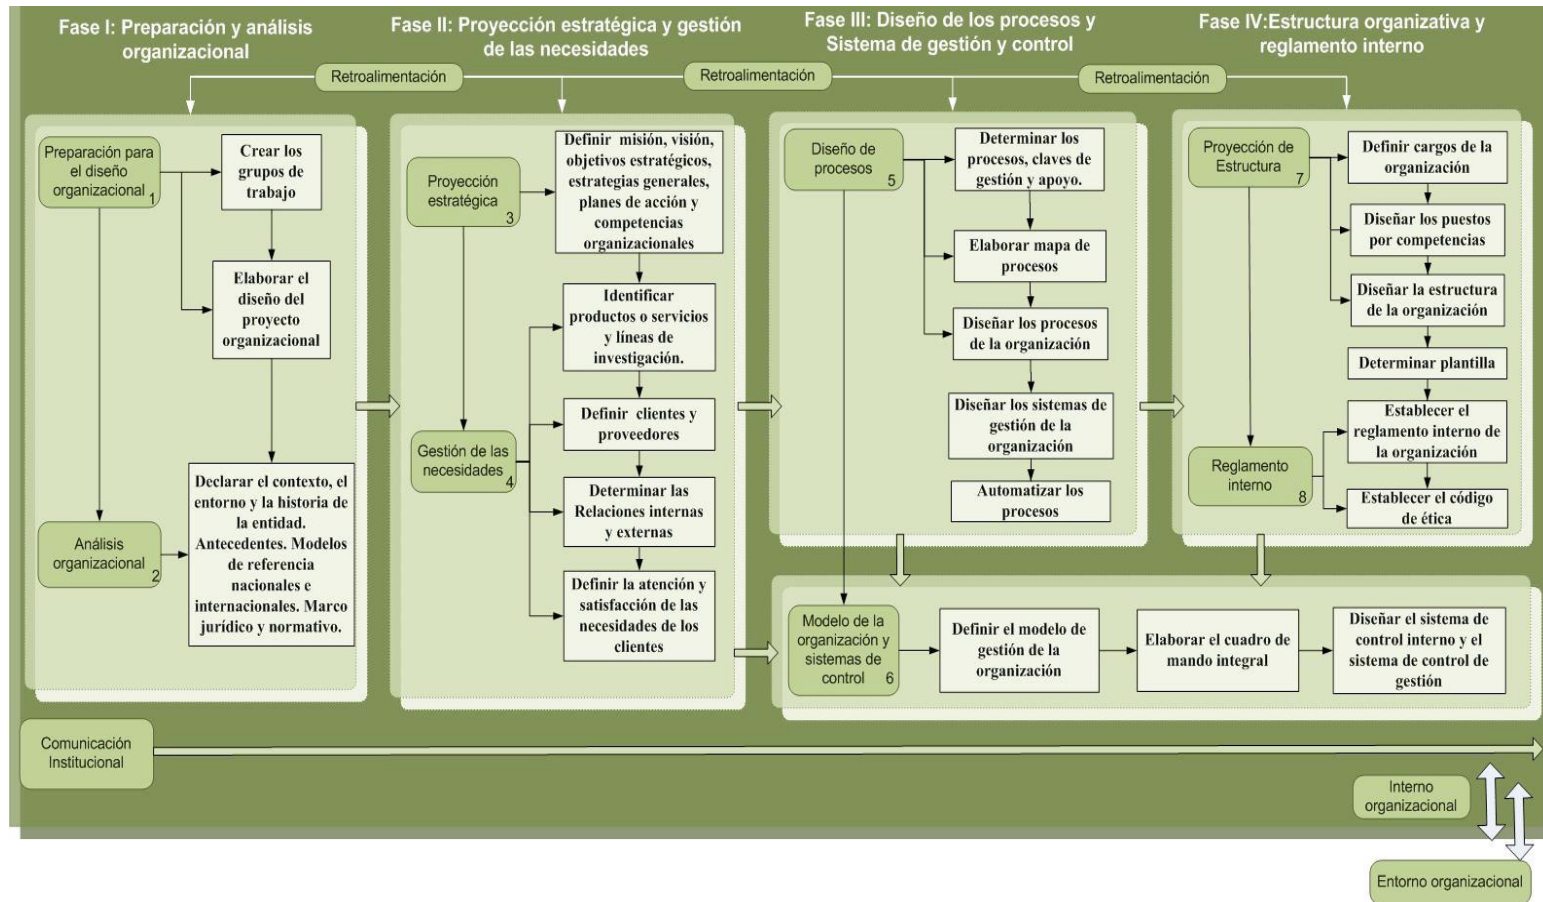 Fase I: Preparación y análisis
organizacional
Fase II: Proyección estratégica y gestión
de las necesidades
Fase III: Diseño de los procesos y
Sistema de gestión y control
Fase IV:Estructura organizativa y
reglamento interno
Retroalimentación
Retroalimentación
Retroalimentación
Preparación para
el diseño
organizacional
1
Crear los
grupos de
trabajo
Elaborar el
diseño del
proyecto
organizacional
Análisis
organizacional
2
Declarar el contexto, el
entorno y la historia de
la entidad.
Antecedentes. Modelos
de referencia
nacionales e
internacionales. Marco
jurídico y normativo.
Proyección
estratégica
3
Definir misión, visión,
objetivos estratégicos,
estrategias generales,
planes de acción y
competencias
organizacionales
Gestión de las
necesidades
4
Identificar
productos o servicios
y líneas de
investigación.
Definir clientes y
proveedores
Determinar las
Relaciones internas
y externas
Definir la atención y
satisfacción de las
necesidades de los
clientes
Diseño de
procesos
5
Determinar los
procesos, claves de
gestión y apoyo.
Elaborar mapa de
procesos
Diseñar los procesos
de la organización
Diseñar los sistemas de
gestión de la
organización
Automatizar los
procesos
Proyección de
Estructura
7
Definir cargos de la
organización
Diseñar los puestos
por competencias
Diseñar la estructura
de la organización
Determinar plantilla
Reglamento
interno
8
Establecer el
reglamento interno de
la organización
Establecer el código
de ética
Modelo de la
organización y
sistemas de
control
6
Definir el modelo de
gestión de la
organización
Elaborar el cuadro de
mando integral
Diseñar el sistema de
control interno y el
sistema de control de
gestión
Comunicación
Institucional
Interno
organizacional
Entorno organizacional